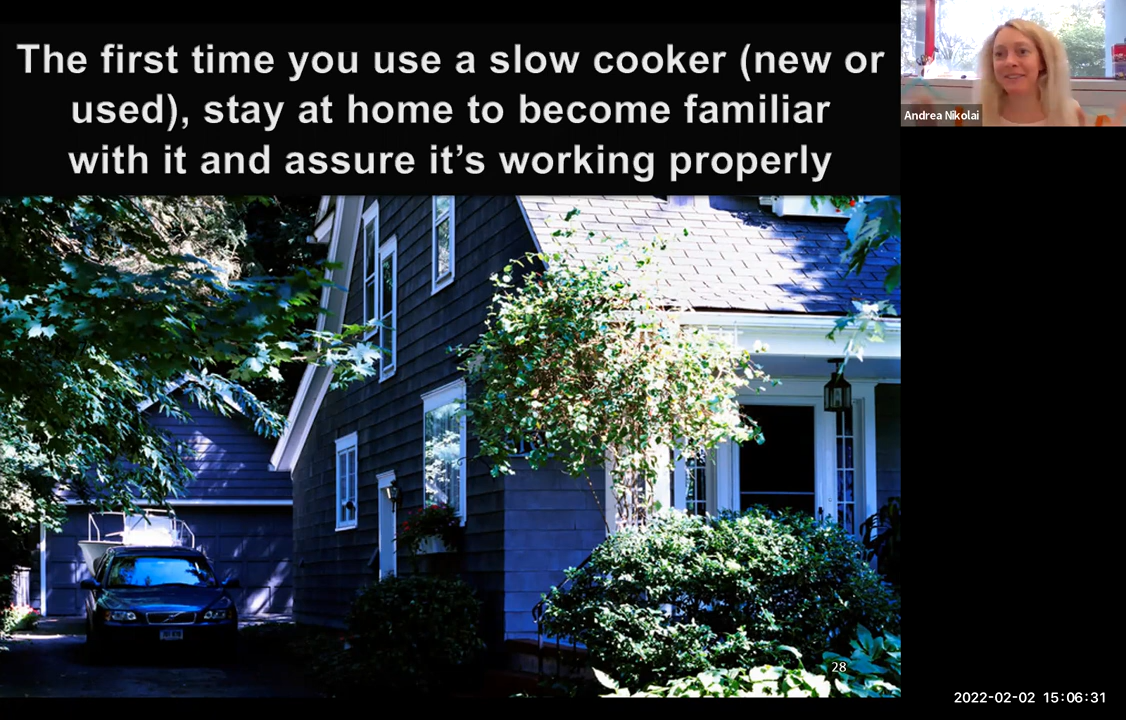 The first time you use a slow cooker (new or
used), stay at home to become familiar
with it and assure it’s working properly
Andrea Nikolai
28
2022-02-02 15:06:31